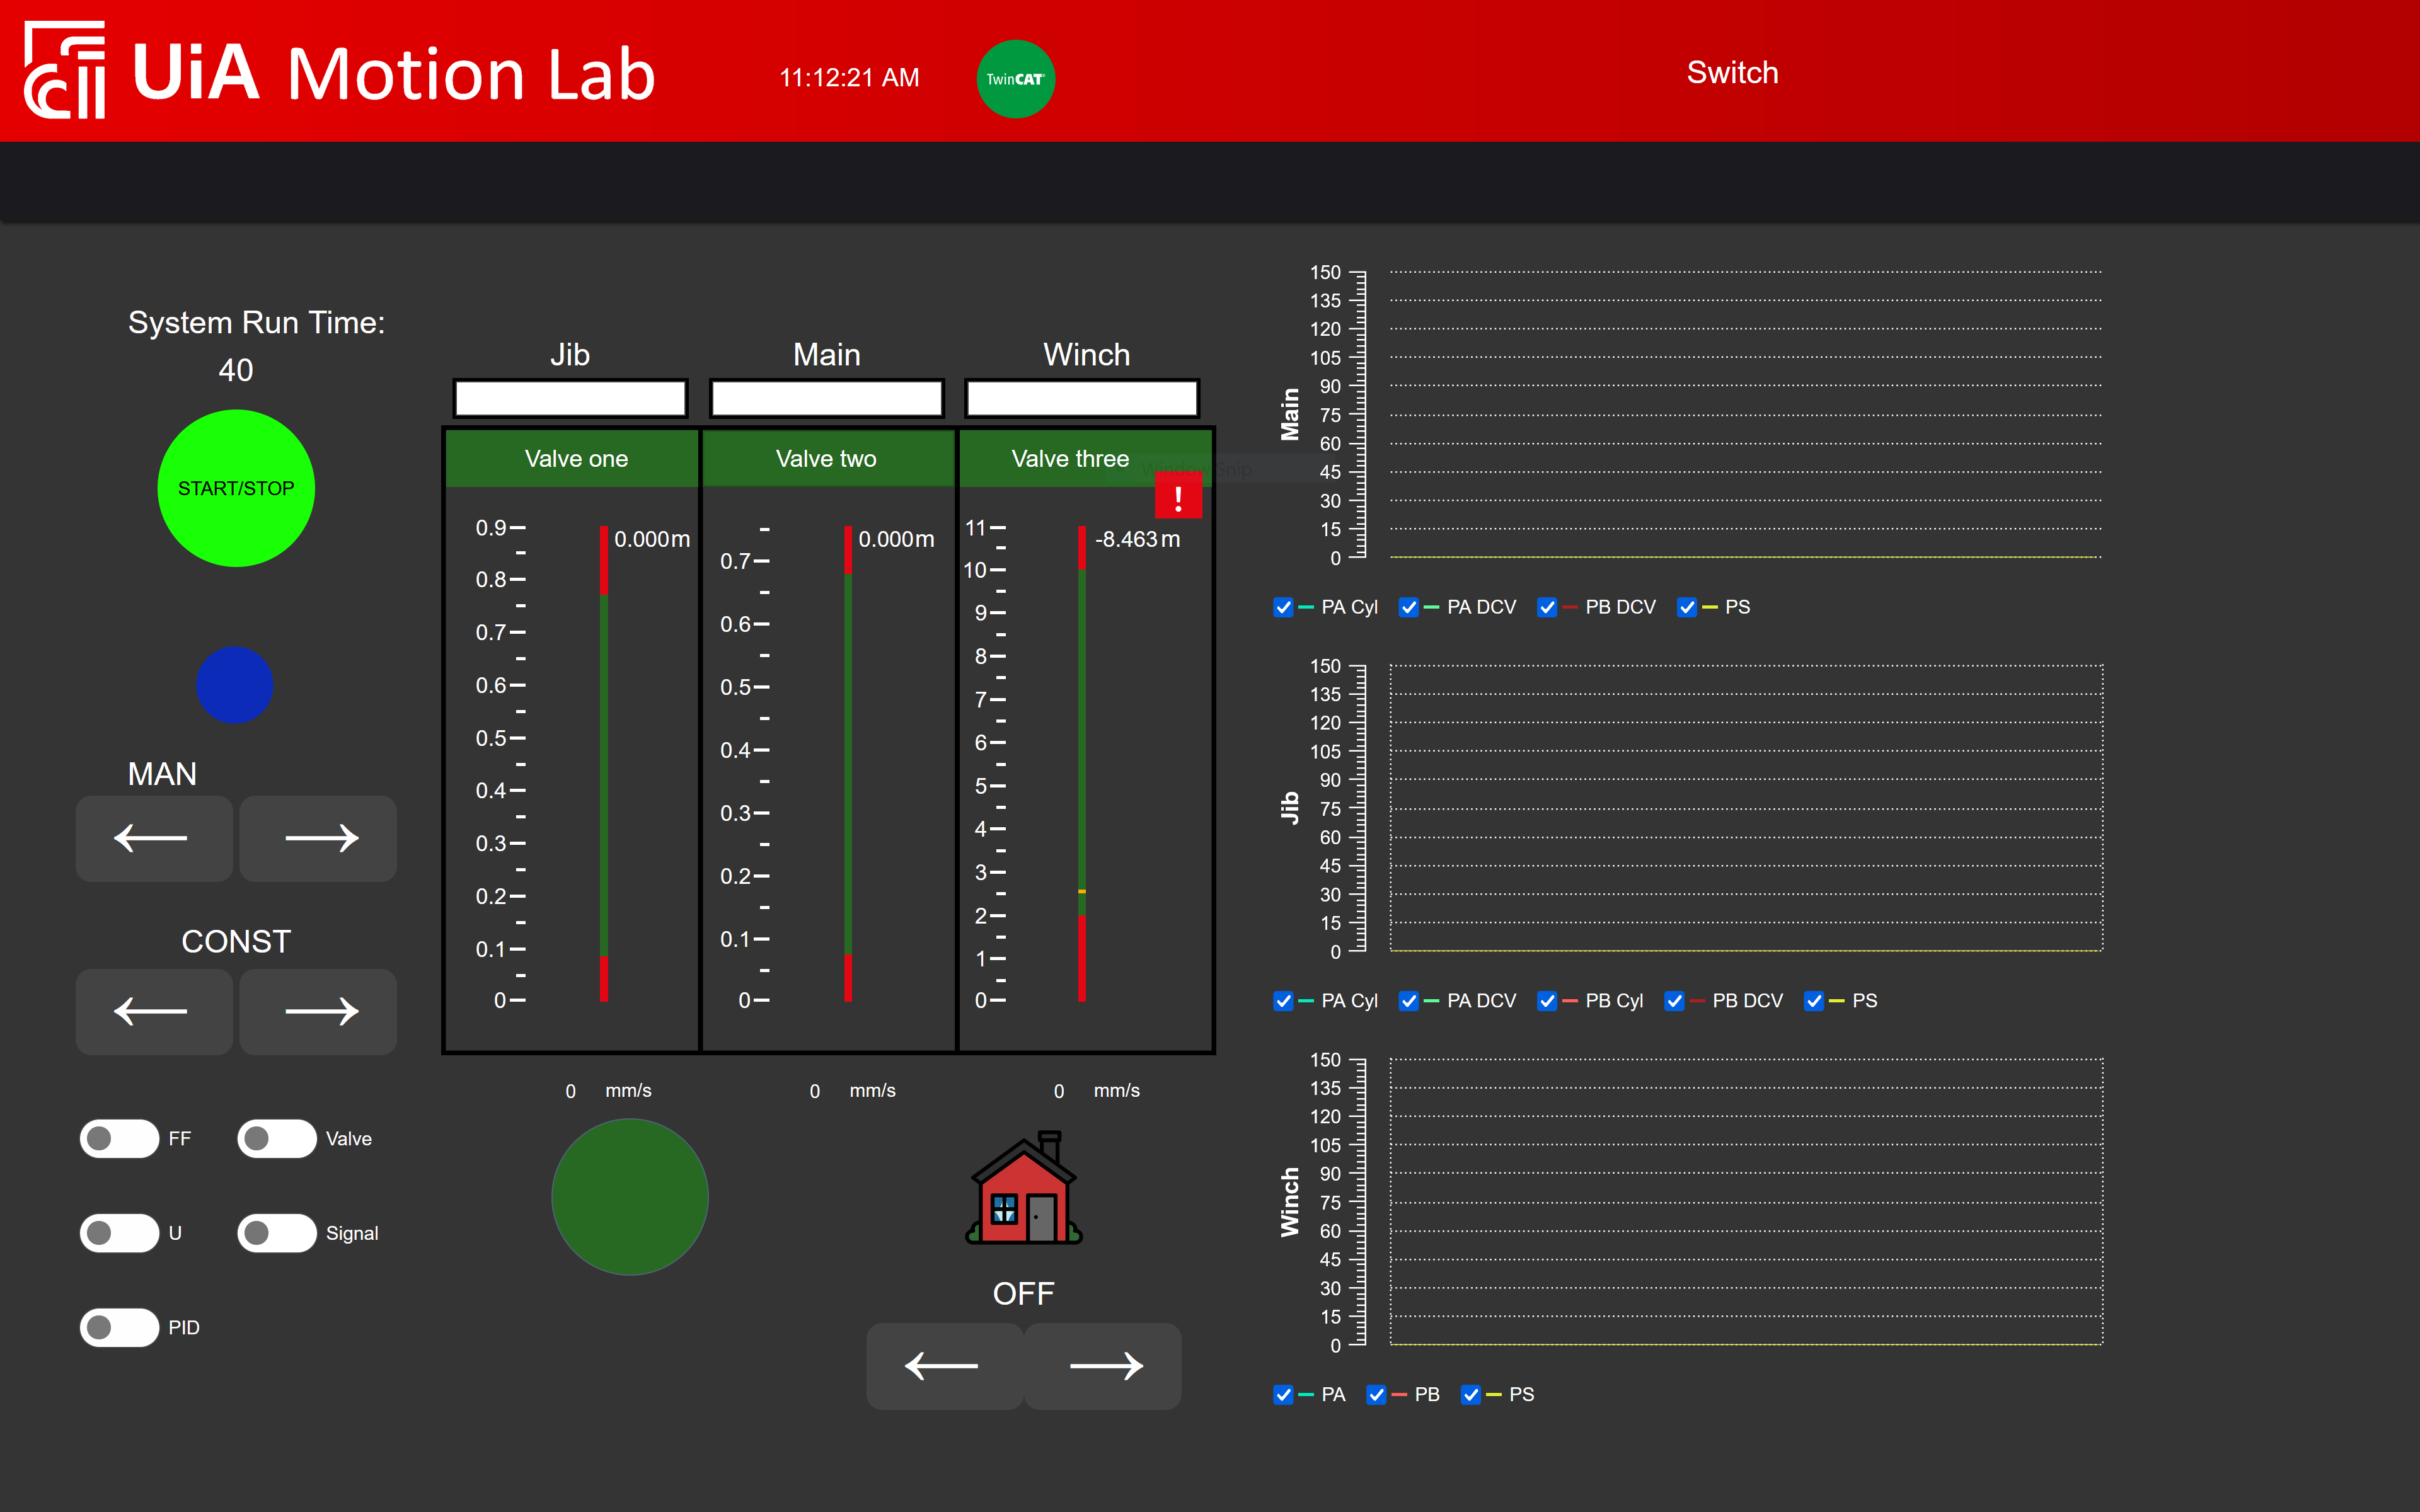 UiA Motion Lab
11:12:21 AM
TwinCAT
Switch
System Run Time:
40
START/STOP
MAN
CONST
FF
Valve
U
Signal
PID
Jib
Main
Winch
Valve one
Valve two
Valve three
Window Snip
!
0.9
0.8
0.7
0.6
0.5
0.4
0.3
0.2
0.1
0
0.000m
0.7
0.6
0.5
0.4
0.3
0.2
0.1
0
0.000m
11
10
9
8
7
6
5
4
3
2
1
0
-8.463m
0 mm/s
0 mm/s
0 mm/s
OFF
Main
150
135
120
105
90
75
60
45
30
15
0
PA Cyl
PA DCV
PB DCV
PS
Jib
150
135
120
105
90
75
60
45
30
15
0
PA Cyl
PA DCV
PB Cyl
PB DCV
PS
Winch
150
135
120
105
90
75
60
45
30
15
0
PA
PB
PS